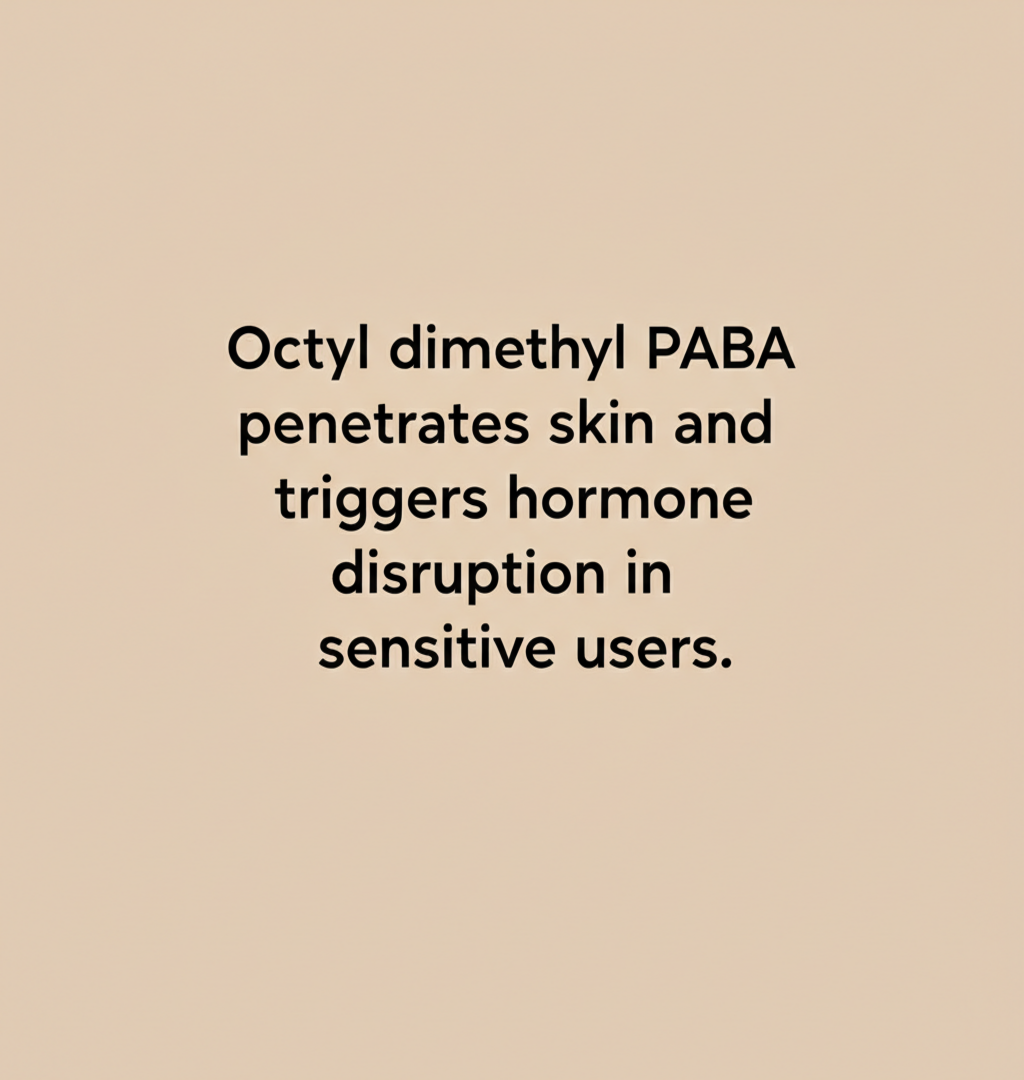 Octyl dimethyl PABA
penetrates skin and
triggers hormone
disruption in
sensitive users.